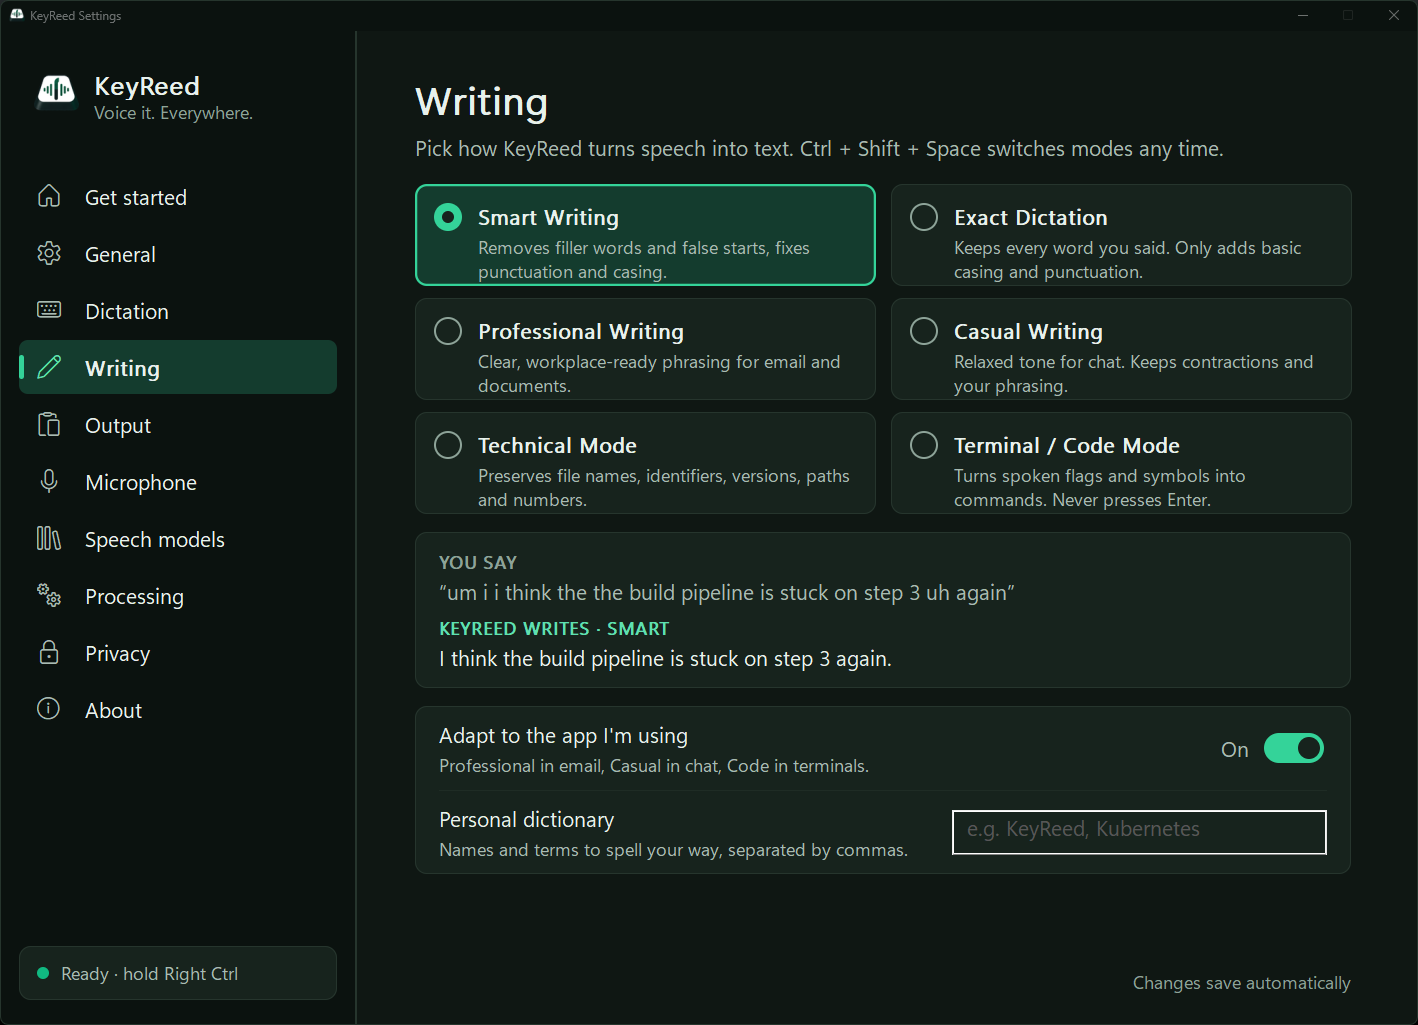 KeyReed Settings
KeyReed
Voice it. Everywhere.
Get started
General
Dictation
Writing
Output
Microphone
Speech models
Processing
Privacy
About
Ready · hold Right Ctrl
Writing
Pick how KeyReed turns speech into text. Ctrl + Shift + Space switches modes any time.
Smart Writing
Removes filler words and false starts, fixes
punctuation and casing.
Exact Dictation
Keeps every word you said. Only adds basic
casing and punctuation.
Professional Writing
Clear, workplace-ready phrasing for email and
documents.
Casual Writing
Relaxed tone for chat. Keeps contractions and
your phrasing.
Technical Mode
Preserves file names, identifiers, versions, paths
and numbers.
Terminal / Code Mode
Turns spoken flags and symbols into
commands. Never presses Enter.
YOU SAY
“um i i think the the build pipeline is stuck on step 3 uh again”
KEYREED WRITES · SMART
I think the build pipeline is stuck on step 3 again.
Adapt to the app I'm using
Professional in email, Casual in chat, Code in terminals.
On
Personal dictionary
Names and terms to spell your way, separated by commas.
e.g. KeyReed, Kubernetes
Changes save automatically